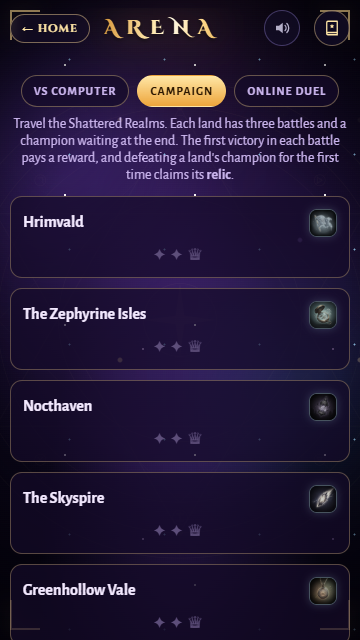 ← HOME
ARENA
VS COMPUTER
CAMPAIGN
ONLINE DUEL
Travel the Shattered Realms. Each land has three battles and a
champion waiting at the end. The first victory in each battle
pays a reward, and defeating a land's champion for the first
time claims its relic.
Hrimvald
The Zephyrine Isles
Nocthaven
The Skyspire
Greenhollow Vale